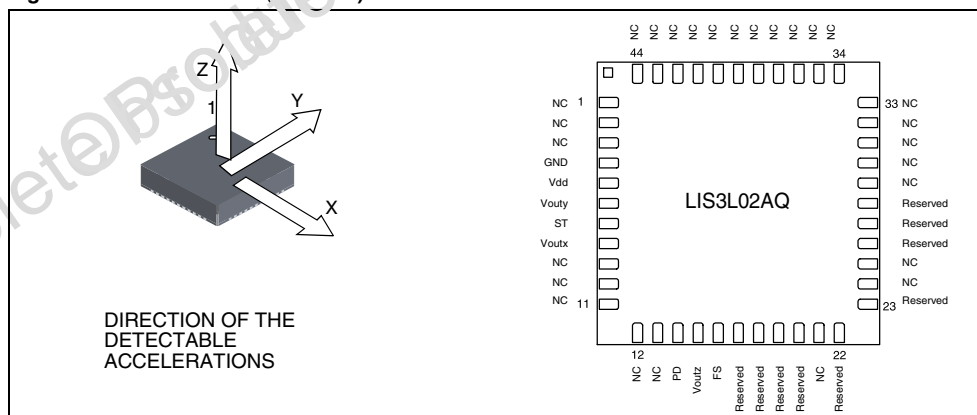 Z
1
Y
X
DIRECTION OF THE
DETECTABLE
ACCELERATIONS
NC NC NC NC NC NC NC NC NC NC NC
44 34
NC 1
NC
NC
GND
Vdd
Vouty
ST
Voutx
NC
NC
NC 11
LIS3L02AQ
33 NC
NC
NC
NC
NC
Reserved
Reserved
Reserved
NC
NC
23 Reserved
12 22
NC NC PD Voutz FS Reserved Reserved Reserved Reserved NC Reserved